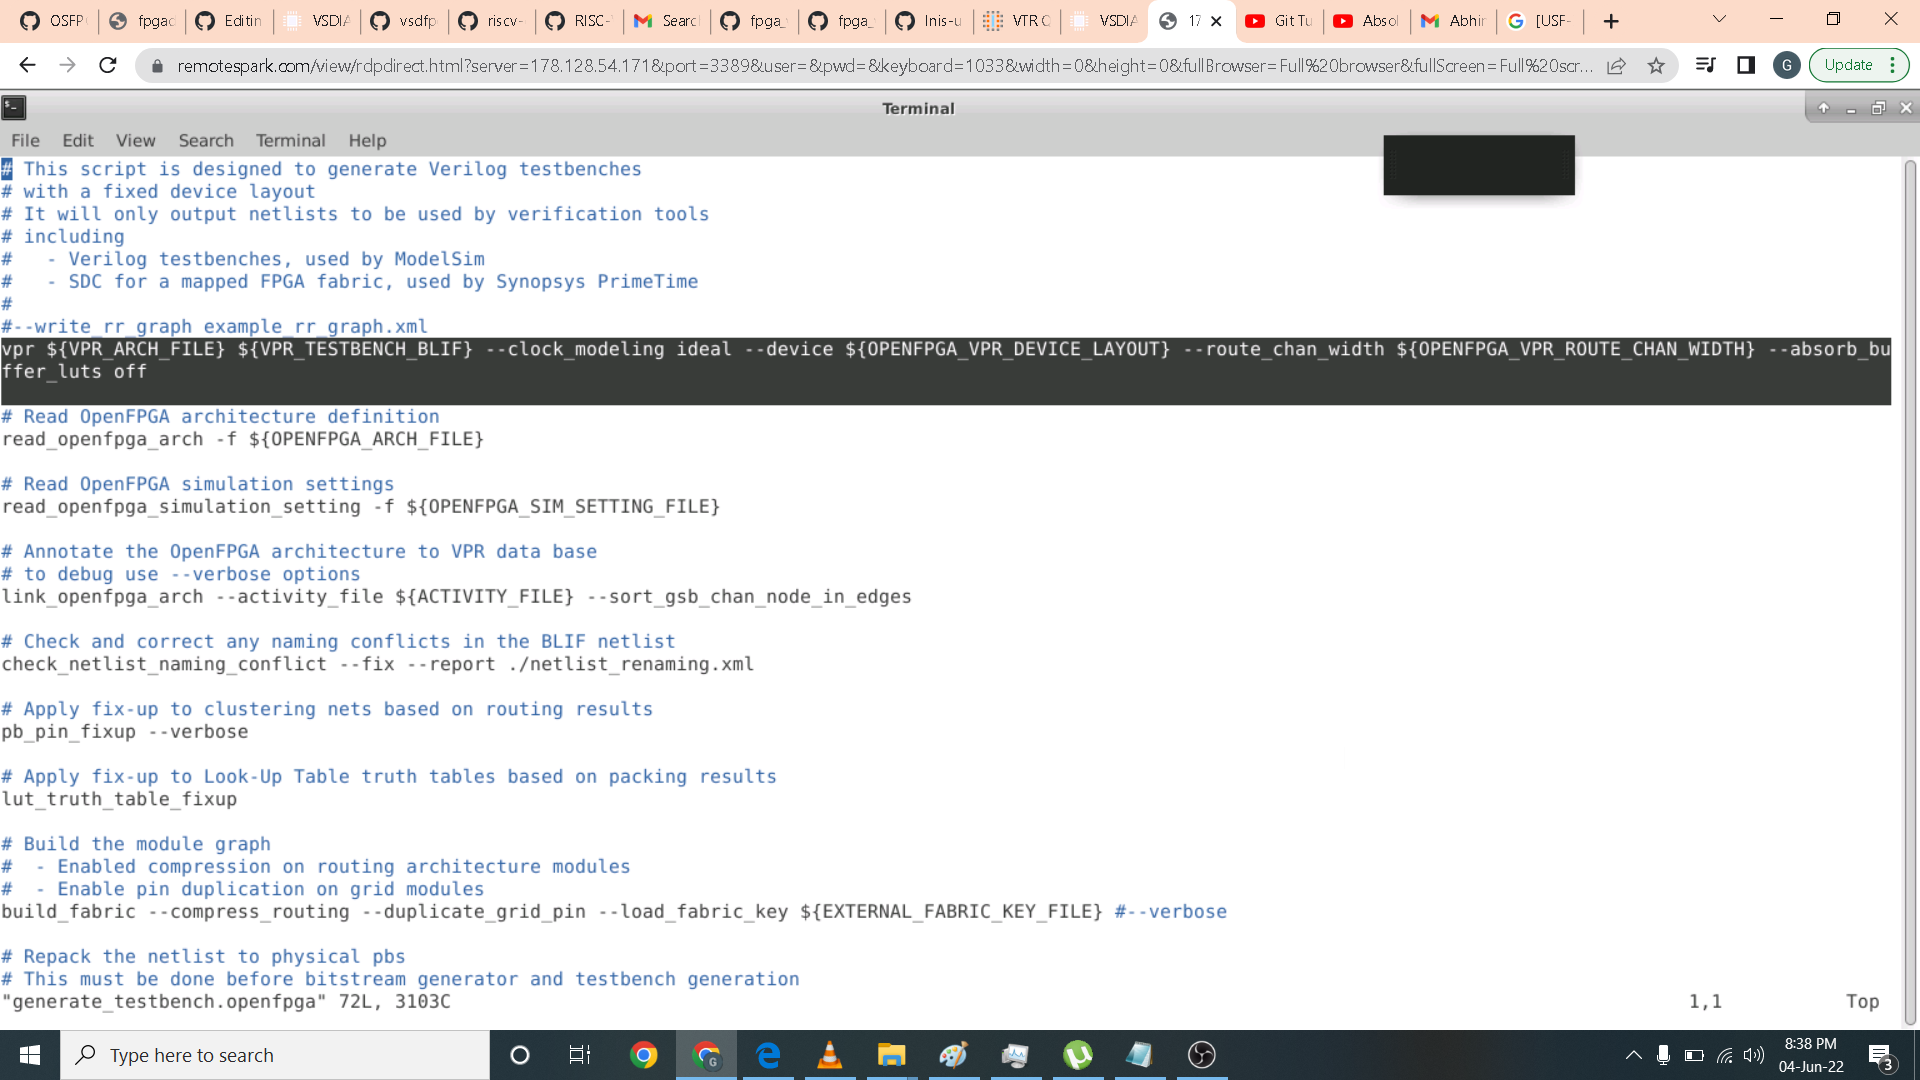 OSFP
fpgac
Editin
VSDIA
vsdfp
riscv-
RISC-
Searc
fpga_
fpga_
Inis-u
VTR C
VSDIA
17
Git Tu
Abso
Abhir
[USF-
remotespark.com/view/rdpdirect.html?server=178.128.54.171&port=3389&user=&pwd=&keyboard=1033&width=0&height=0&fullBrowser=Full%20browser&fullScreen=Full%20scr...
G
Update
Terminal
File Edit View Search Terminal Help
# This script is designed to generate Verilog testbenches
# with a fixed device layout
# It will only output netlists to be used by verification tools
# including
#   - Verilog testbenches, used by ModelSim
#   - SDC for a mapped FPGA fabric, used by Synopsys PrimeTime
#
#--write_rr_graph example_rr_graph.xml
vpr ${VPR_ARCH_FILE} ${VPR_TESTBENCH_BLIF} --clock_modeling ideal --device ${OPENFPGA_VPR_DEVICE_LAYOUT} --route_chan_width ${OPENFPGA_VPR_ROUTE_CHAN_WIDTH} --absorb_bu
ffer_luts off
# Read OpenFPGA architecture definition
read_openfpga_arch -f ${OPENFPGA_ARCH_FILE}
# Read OpenFPGA simulation settings
read_openfpga_simulation_setting -f ${OPENFPGA_SIM_SETTING_FILE}
# Annotate the OpenFPGA architecture to VPR data base
# to debug use --verbose options
link_openfpga_arch --activity_file ${ACTIVITY_FILE} --sort_gsb_chan_node_in_edges
# Check and correct any naming conflicts in the BLIF netlist
check_netlist_naming_conflict --fix --report ./netlist_renaming.xml
# Apply fix-up to clustering nets based on routing results
pb_pin_fixup --verbose
# Apply fix-up to Look-Up Table truth tables based on packing results
lut_truth_table_fixup
# Build the module graph
#  - Enabled compression on routing architecture modules
#  - Enable pin duplication on grid modules
build_fabric --compress_routing --duplicate_grid_pin --load_fabric_key ${EXTERNAL_FABRIC_KEY_FILE} #--verbose
# Repack the netlist to physical pbs
# This must be done before bitstream generator and testbench generation
"generate_testbench.openfpga" 72L, 3103C 1,1 Top
Type here to search
8:38 PM
04-Jun-22
3